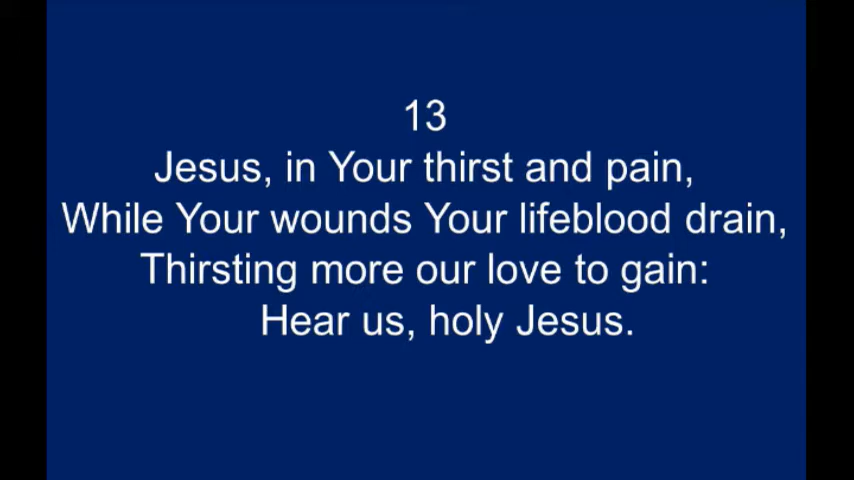 13
Jesus, in Your thirst and pain,
While Your wounds Your lifeblood drain,
Thirsting more our love to gain:
Hear us, holy Jesus.